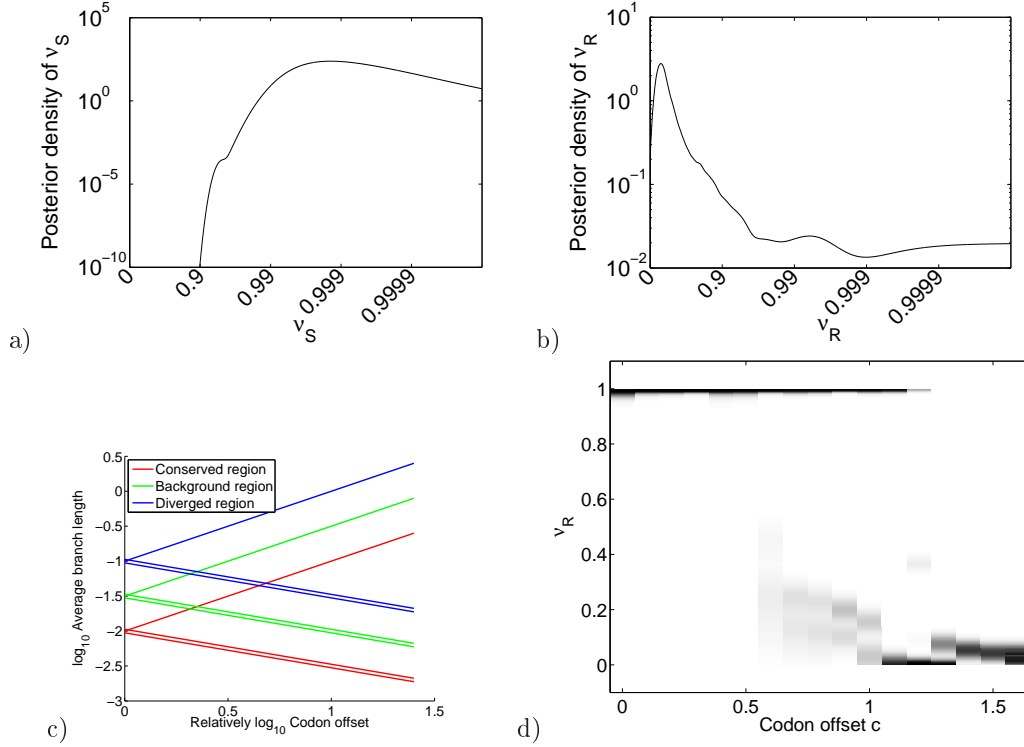 10^5
10^0
10^−5
10^−10
Posterior density of ν_S
0
0.9
0.99
0.999
0.9999
ν_S
a)
10^1
10^0
10^−1
10^−2
Posterior density of ν_R
0
0.9
0.99
0.999
0.9999
ν_R
b)
0.5
0
−0.5
−1
−1.5
−2
−2.5
−3
log_10 Average branch length
Conserved region
Background region
Diverged region
0
0.5
1
1.5
Relatively log_10 Codon offset
c)
0
0.5
1
1.5
1
0.8
0.6
0.4
0.2
0
ν_R
Codon offset c
d)